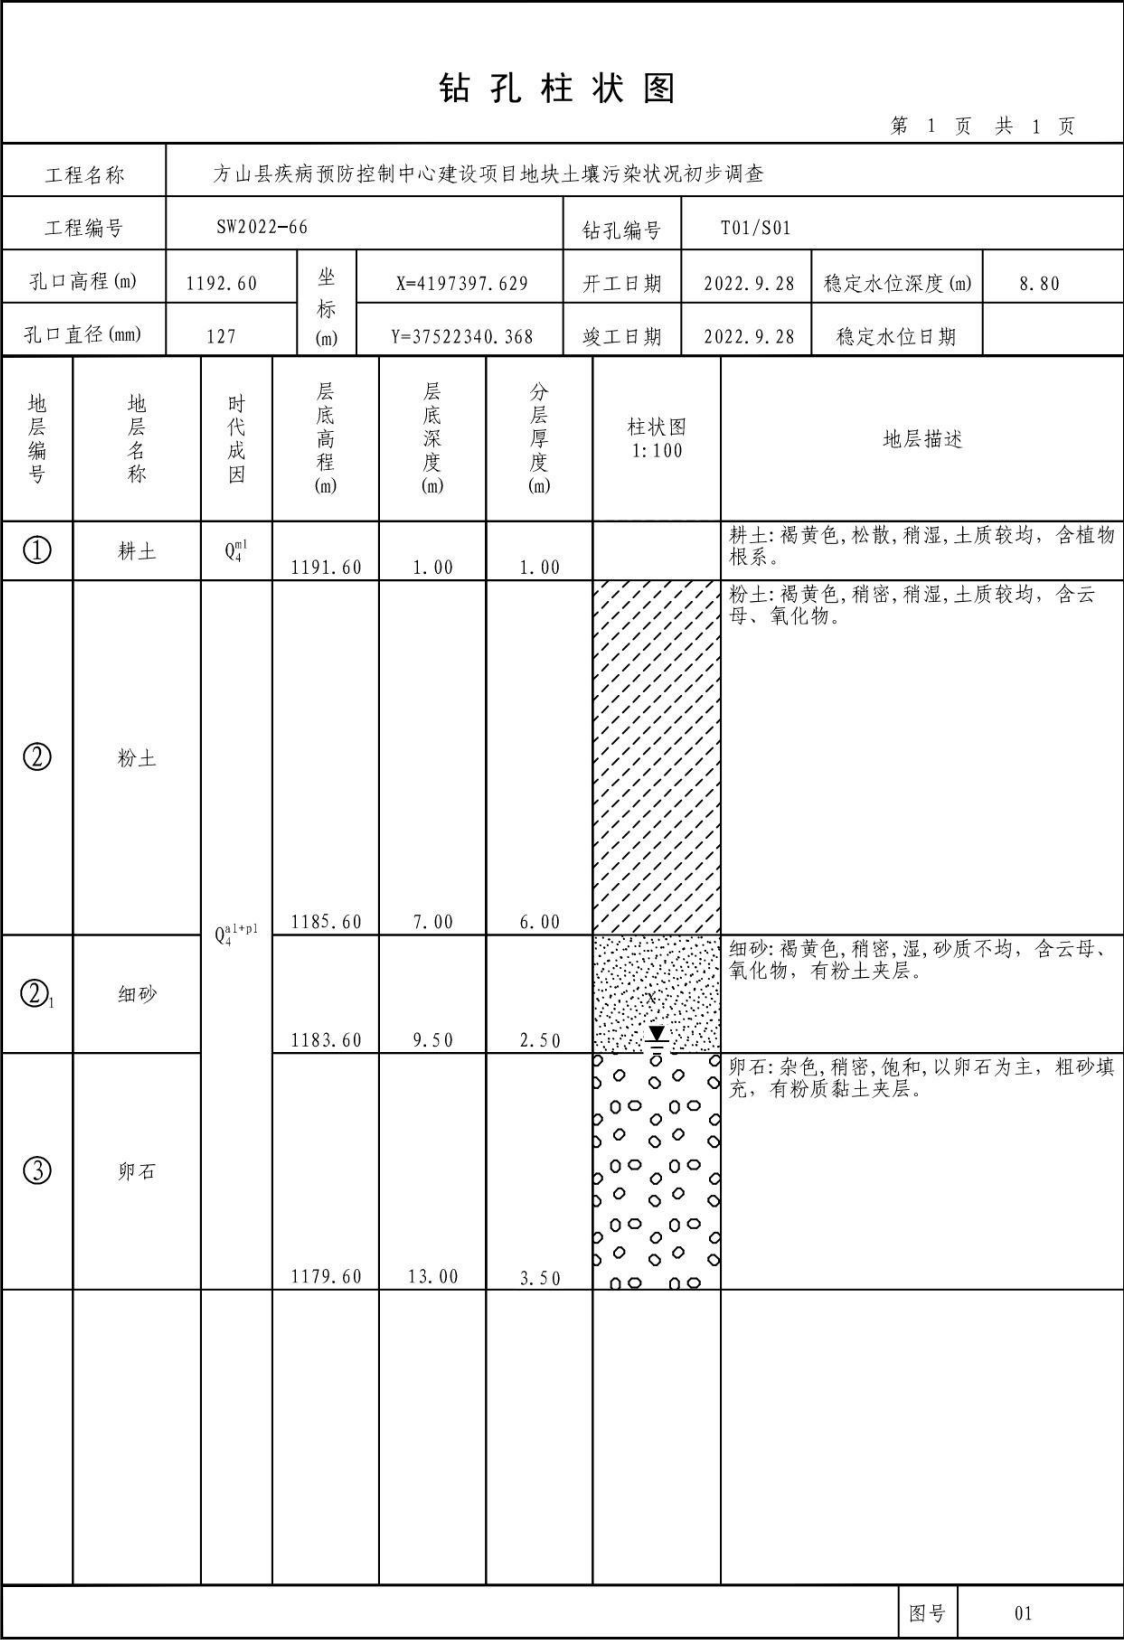 钻孔柱状图
第 1 页 共 1 页
工程名称 方山县疾病预防控制中心建设项目地块土壤污染状况初步调查
工程编号 SW2022-66 钻孔编号 T01/S01
孔口高程(m) 1192.60 坐标(m) X=4197397.629 开工日期 2022.9.28 稳定水位深度(m) 8.80
孔口直径(mm) 127 Y=37522340.368 竣工日期 2022.9.28 稳定水位日期
地层编号 地层名称 时代成因 层底高程(m) 层底深度(m) 分层厚度(m) 柱状图 1:100 地层描述
① 耕土 Q4ml 1191.60 1.00 1.00 耕土:褐黄色,松散,稍湿,土质较均，含植物
根系。
② 粉土 1185.60 7.00 6.00 粉土:褐黄色,稍密,稍湿,土质较均，含云
母、氧化物。
Q4al+pl
②1 细砂 1183.60 9.50 2.50 细砂:褐黄色,稍密,湿,砂质不均，含云母、
氧化物，有粉土夹层。
x
③ 卵石 1179.60 13.00 3.50 卵石:杂色,稍密,饱和,以卵石为主，粗砂填
充，有粉质黏土夹层。
图号 01